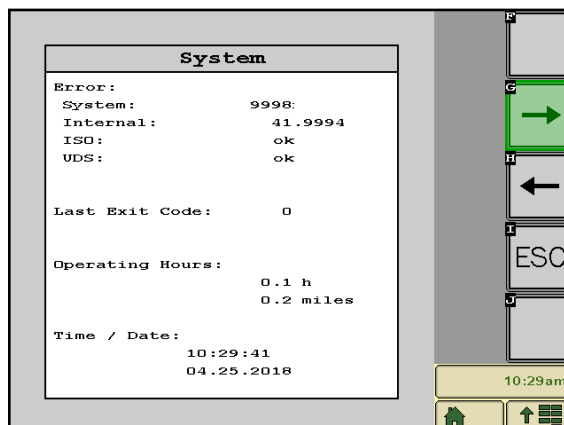 System
Error:
System: 9998:
Internal: 41.9994
ISO: ok
VDS: ok
Last Exit Code: 0
Operating Hours:
0.1 h
0.2 miles
Time / Date:
10:29:41
04.25.2018
F
G
H
I
ESC
J
10:29am